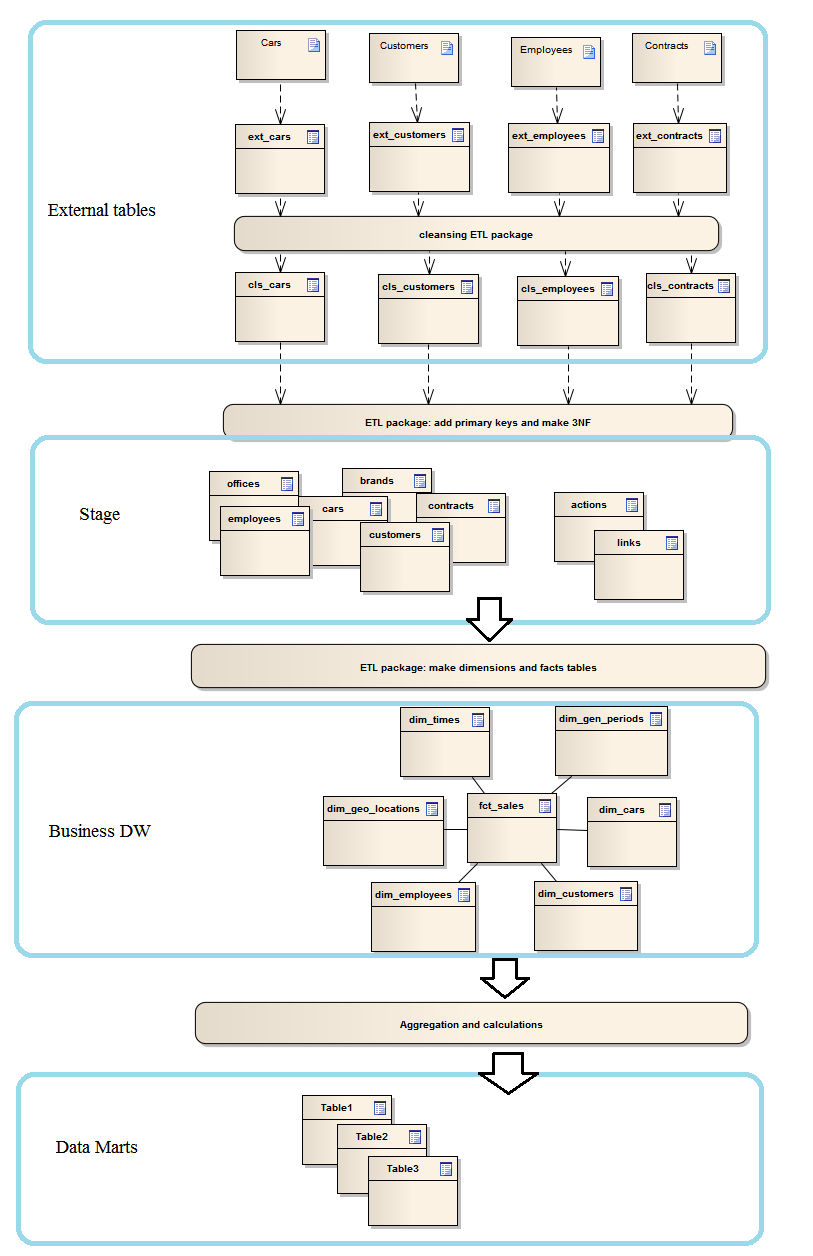 Cars
Customers
Employees
Contracts
ext_cars
ext_customers
ext_employees
ext_contracts
External tables
cleansing ETL package
cls_cars
cls_customers
cls_employees
cls_contracts
ETL package: add primary keys and make 3NF
Stage
offices
brands
employees
cars
contracts
customers
actions
links
ETL package: make dimensions and facts tables
Business DW
dim_times
dim_gen_periods
dim_geo_locations
fct_sales
dim_cars
dim_employees
dim_customers
Aggregation and calculations
Data Marts
Table1
Table2
Table3